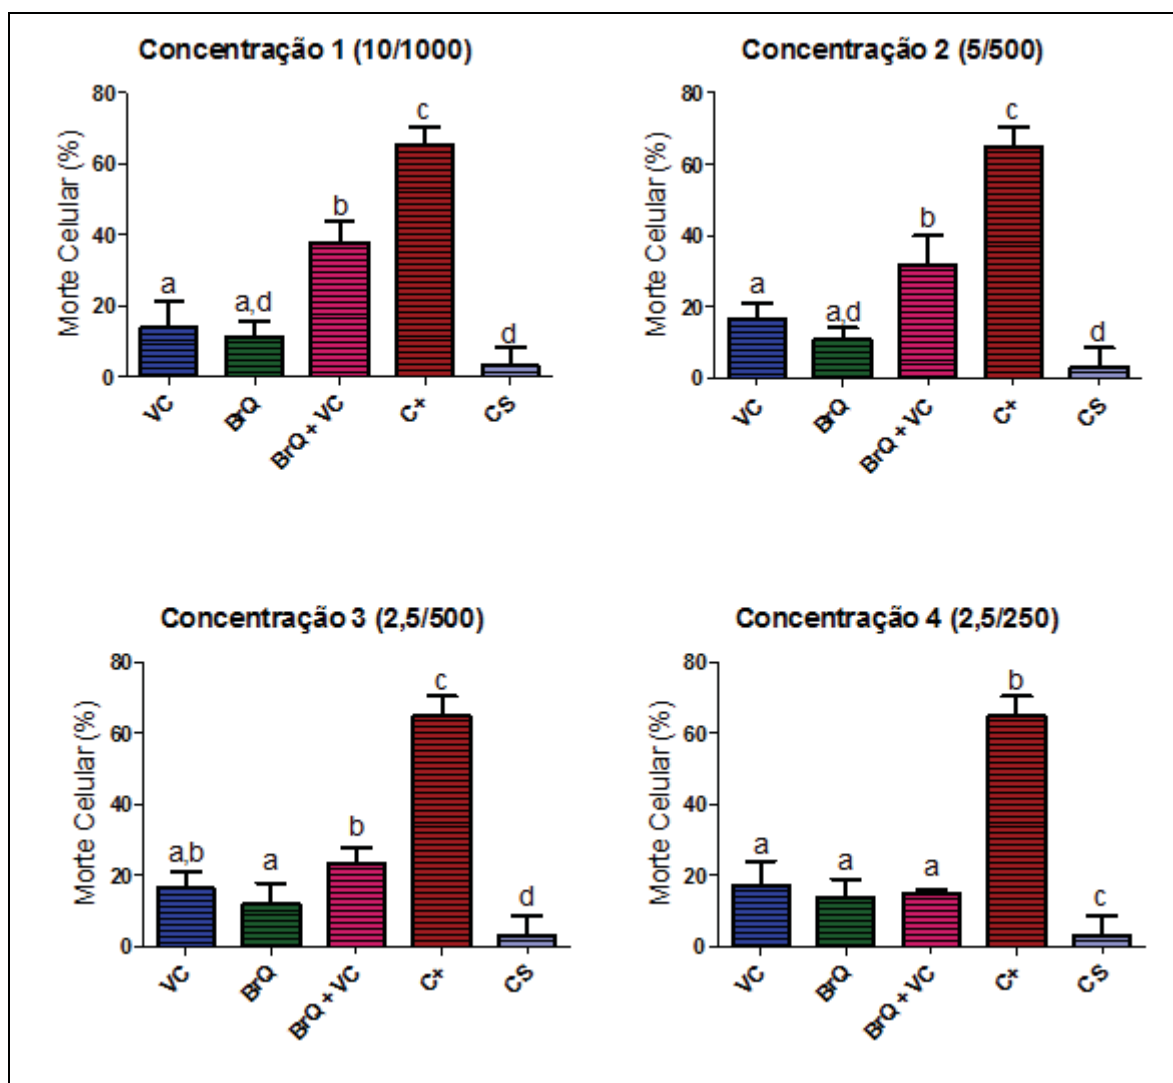 Concentração 1 (10/1000)
Morte Celular (%)
80
60
40
20
0
a
a,d
b
c
d
VC
BrQ
BrQ + VC
C+
CS
Concentração 2 (5/500)
Morte Celular (%)
80
60
40
20
0
a
a,d
b
c
d
VC
BrQ
BrQ + VC
C+
CS
Concentração 3 (2,5/500)
Morte Celular (%)
80
60
40
20
0
a,b
a
b
c
d
VC
BrQ
BrQ + VC
C+
CS
Concentração 4 (2,5/250)
Morte Celular (%)
80
60
40
20
0
a
a
a
b
c
VC
BrQ
BrQ + VC
C+
CS